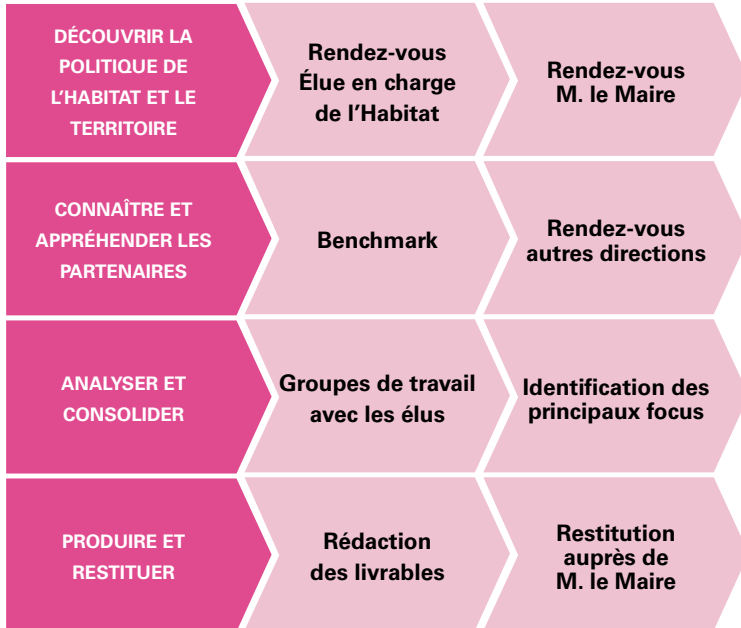 DÉCOUVRIR LA
POLITIQUE DE
L'HABITAT ET LE
TERRITOIRE
Rendez-vous
Élue en charge
de l'Habitat
Rendez-vous
M. le Maire
CONNAÎTRE ET
APPRÉHENDER LES
PARTENAIRES
Benchmark
Rendez-vous
autres directions
ANALYSER ET
CONSOLIDER
Groupes de travail
avec les élus
Identification des
principaux focus
PRODUIRE ET
RESTITUER
Rédaction
des livrables
Restitution
auprès de
M. le Maire